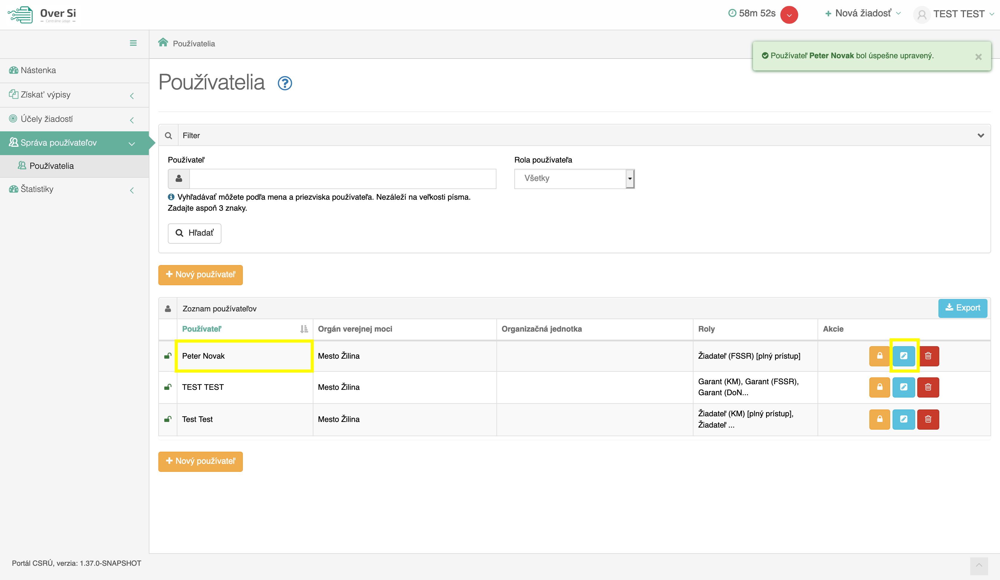 Over Si
Centrálne údaje
58m 52s
Nová žiadosť
TEST TEST
Používatelia
Používateľ Peter Novak bol úspešne upravený.
Nástenka
Získať výpisy
Účely žiadostí
Správa používateľov
Používatelia
Štatistiky
Používatelia
Filter
Používateľ
Rola používateľa
Všetky
Vyhľadávať môžete podľa mena a priezviska používateľa. Nezáleží na veľkosti písma.
Zadajte aspoň 3 znaky.
Hľadať
Nový používateľ
Zoznam používateľov
Export
Používateľ Orgán verejnej moci Organizačná jednotka Roly Akcie
Peter Novak Mesto Žilina Žiadateľ (FSSR) [plný prístup]
TEST TEST Mesto Žilina Garant (KM), Garant (FSSR),
Garant (DoN...
Test Test Mesto Žilina Žiadateľ (KM) [plný prístup],
Žiadateľ ...
Nový používateľ
Portál CSRÚ, verzia: 1.37.0-SNAPSHOT